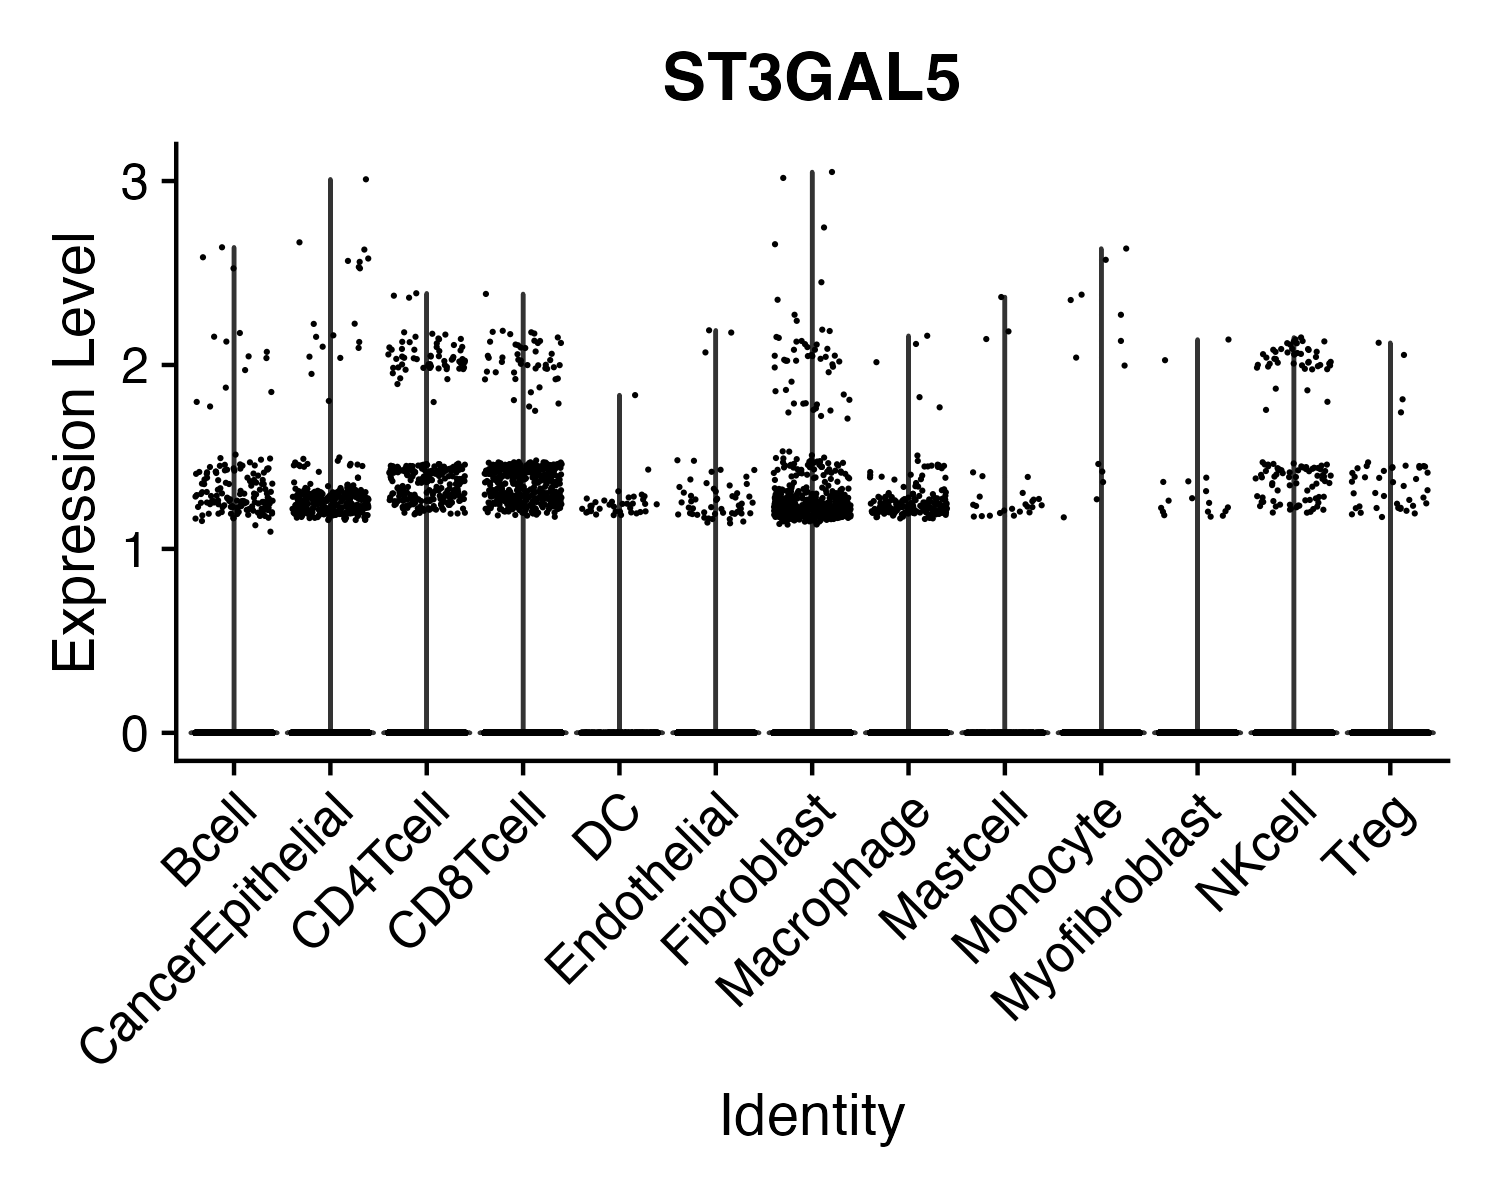 ST3GAL5
Expression Level
3
2
1
0
Bcell
CancerEpithelial
CD4Tcell
CD8Tcell
DC
Endothelial
Fibroblast
Macrophage
Mastcell
Monocyte
Myofibroblast
NKcell
Treg
Identity